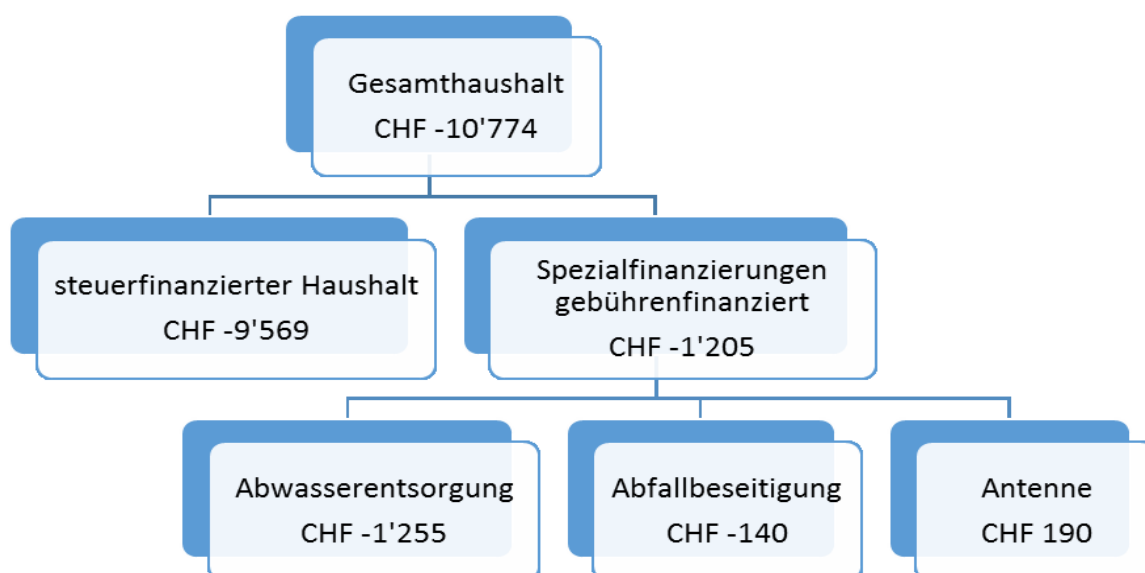 Gesamthaushalt
CHF -10'774
steuerfinanzierter Haushalt
CHF -9'569
Spezialfinanzierungen
gebührenfinanziert
CHF -1'205
Abwasserentsorgung
CHF -1'255
Abfallbeseitigung
CHF -140
Antenne
CHF 190